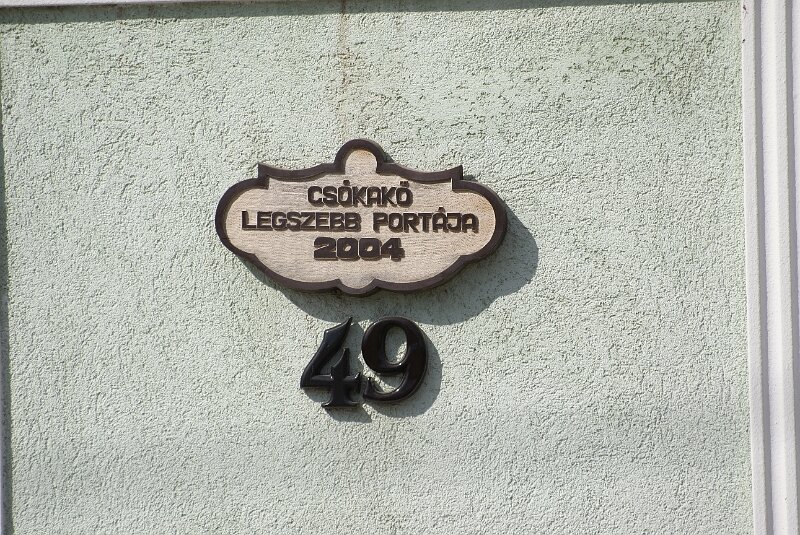 CSÓKAKŐ
LEGSZEBB PORTÁJA
2004
49